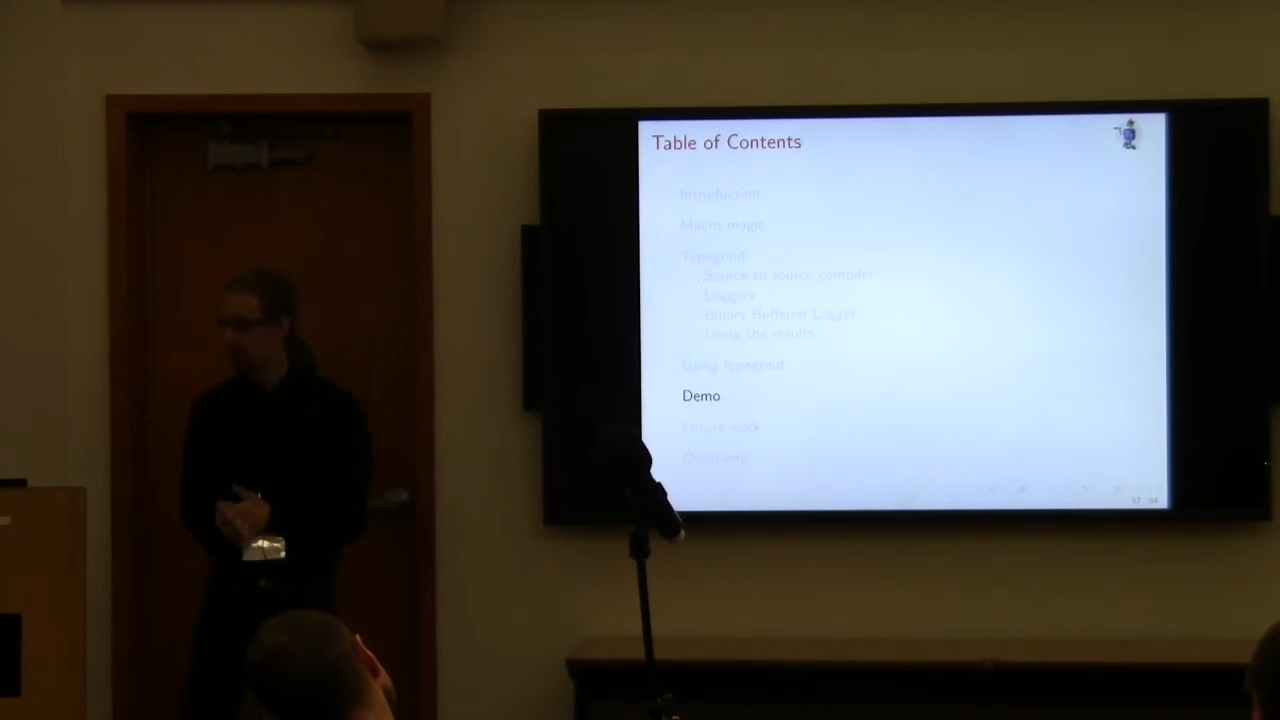 Table of Contents
Introduction
Macro magic
Typegrind
Source to source compiler
Loggers
Binary Buffered Logger
Using the results
Using typegrind
Demo
Future work
Questions